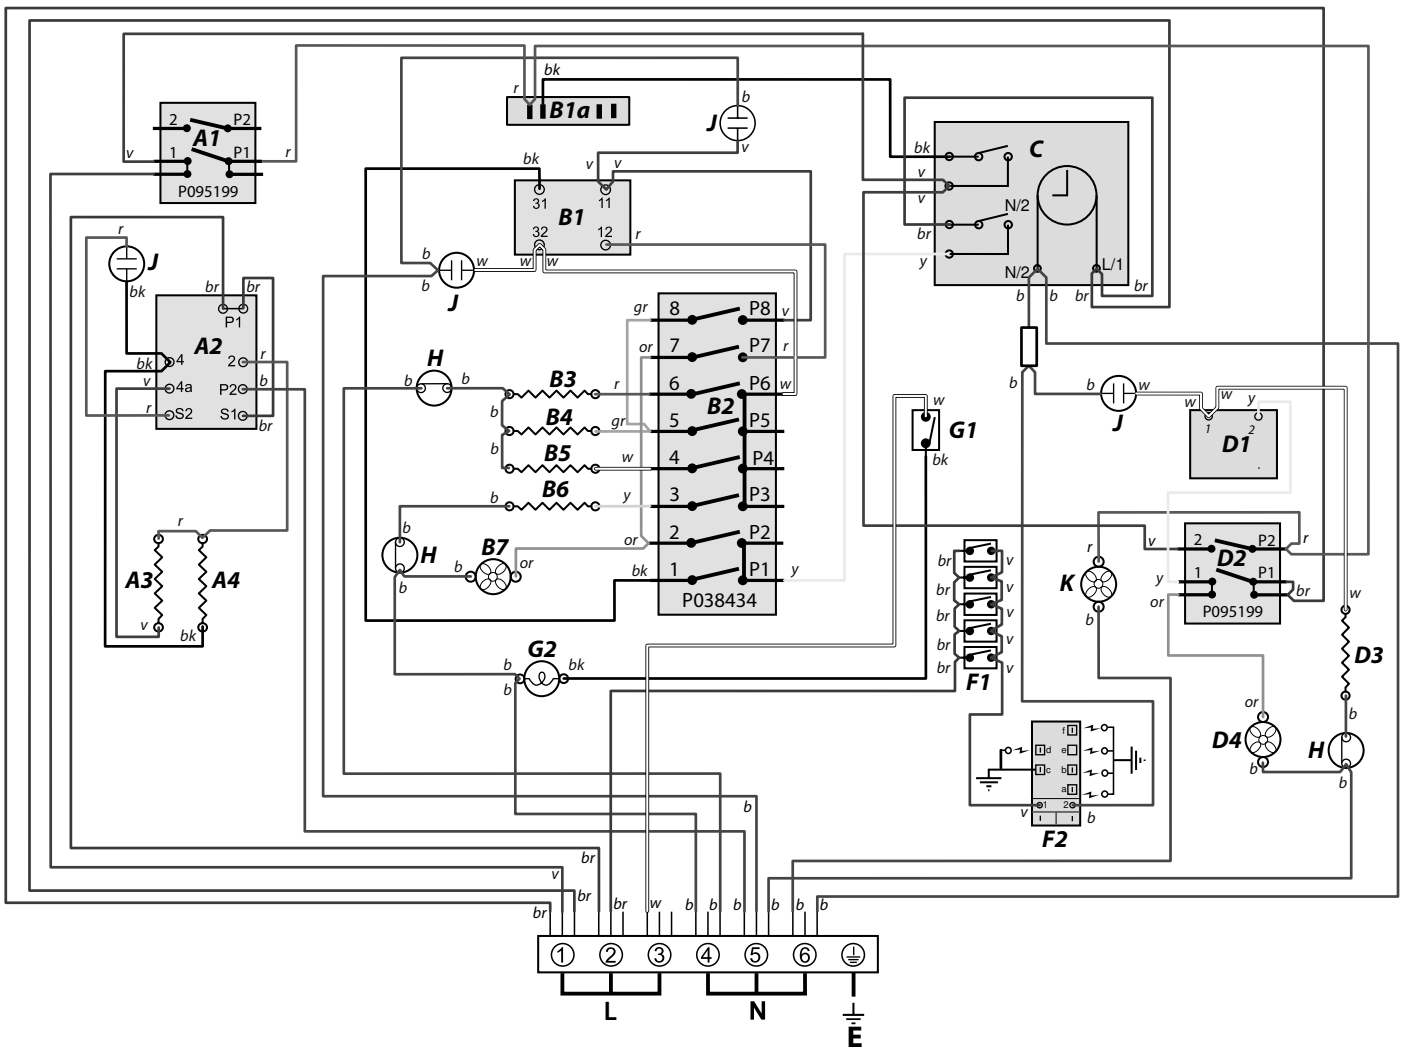 bk
r
B1a
b
J
v
2
P2
A1
v
1
P1
r
P095199
bk
v
v
31
11
B1
32
12
r
w
w
bk
C
v
v
N/2
br
y
N/2
L/1
b
b
br
br
r
J
bk
br
br
P1
A2
bk
4
2
r
v
4a
P2
b
r
S2
S1
br
b
b
w
J
gr
8
P8
v
or
7
P7
r
H
b
b
B3
r
6
P6
w
B2
b
B4
gr
5
P5
b
B5
w
4
P4
B6
b
y
3
P3
b
H
B7
or
2
P2
b
or
b
bk
1
P1
y
P038434
w
G1
bk
b
b
w
J
w
w
y
1
2
D1
r
A3
A4
v
bk
br
v
br
v
br
v
br
v
br
v
F1
r
K
b
v
2
P2
r
D2
y
1
P1
br
or
P095199
w
D3
b
or
D4
H
b
b
G2
b
bk
b
f
d
e
c
b
a
1
2
v
b
F2
b
br
v
br
br
br
w
b
b
b
b
b
b
b
1
2
3
4
5
6
L
N
E